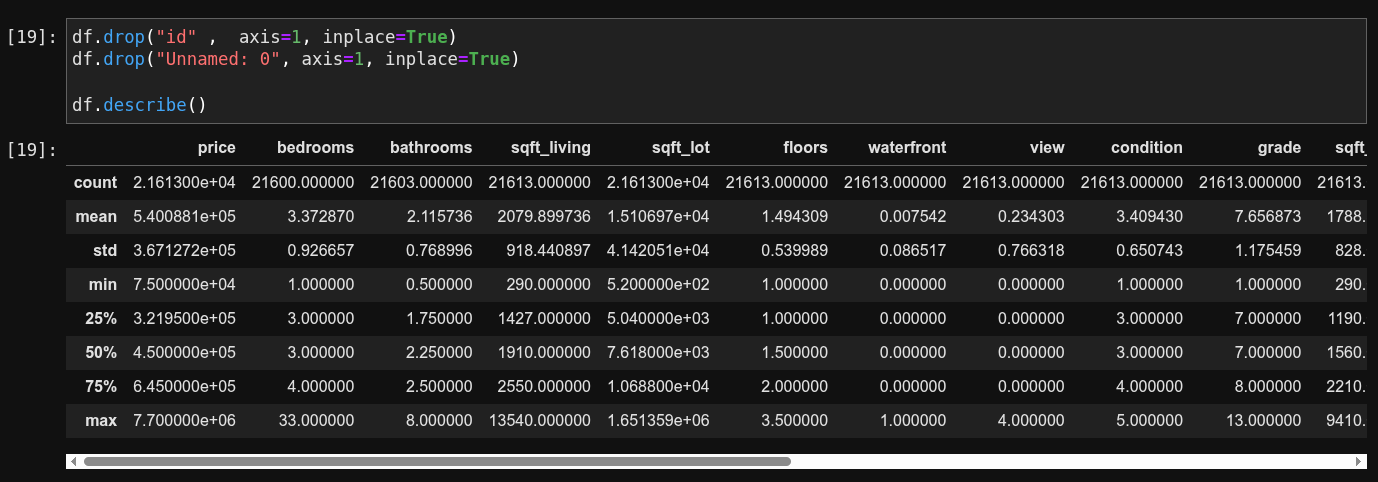 [19]: df.drop("id" ,  axis=1, inplace=True)
df.drop("Unnamed: 0", axis=1, inplace=True)
df.describe()
[19]: price bedrooms bathrooms sqft_living sqft_lot floors waterfront view condition grade sqft_
count 2.161300e+04 21600.000000 21603.000000 21613.000000 2.161300e+04 21613.000000 21613.000000 21613.000000 21613.000000 21613.000000 21613.
mean 5.400881e+05 3.372870 2.115736 2079.899736 1.510697e+04 1.494309 0.007542 0.234303 3.409430 7.656873 1788.
std 3.671272e+05 0.926657 0.768996 918.440897 4.142051e+04 0.539989 0.086517 0.766318 0.650743 1.175459 828.
min 7.500000e+04 1.000000 0.500000 290.000000 5.200000e+02 1.000000 0.000000 0.000000 1.000000 1.000000 290.
25% 3.219500e+05 3.000000 1.750000 1427.000000 5.040000e+03 1.000000 0.000000 0.000000 3.000000 7.000000 1190.
50% 4.500000e+05 3.000000 2.250000 1910.000000 7.618000e+03 1.500000 0.000000 0.000000 3.000000 7.000000 1560.
75% 6.450000e+05 4.000000 2.500000 2550.000000 1.068800e+04 2.000000 0.000000 0.000000 4.000000 8.000000 2210.
max 7.700000e+06 33.000000 8.000000 13540.000000 1.651359e+06 3.500000 1.000000 4.000000 5.000000 13.000000 9410.